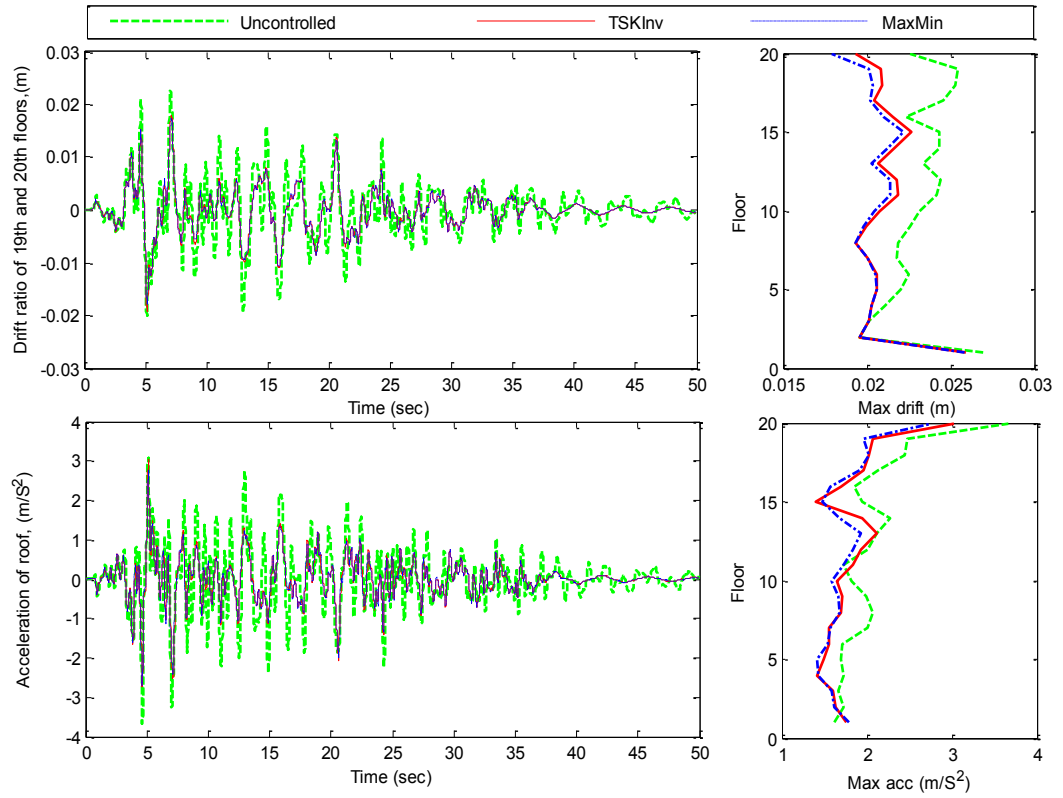 Uncontrolled TSKInv MaxMin
Drift ratio of 19th and 20th floors,(m)
0.03
0.02
0.01
0
-0.01
-0.02
-0.03
0 5 10 15 20 25 30 35 40 45 50
Time (sec)
Floor
20
15
10
5
0
0.015 0.02 0.025 0.03
Max drift (m)
Acceleration of roof, (m/S²)
4
3
2
1
0
-1
-2
-3
-4
0 5 10 15 20 25 30 35 40 45 50
Time (sec)
Floor
20
15
10
5
0
1 2 3 4
Max acc (m/S²)